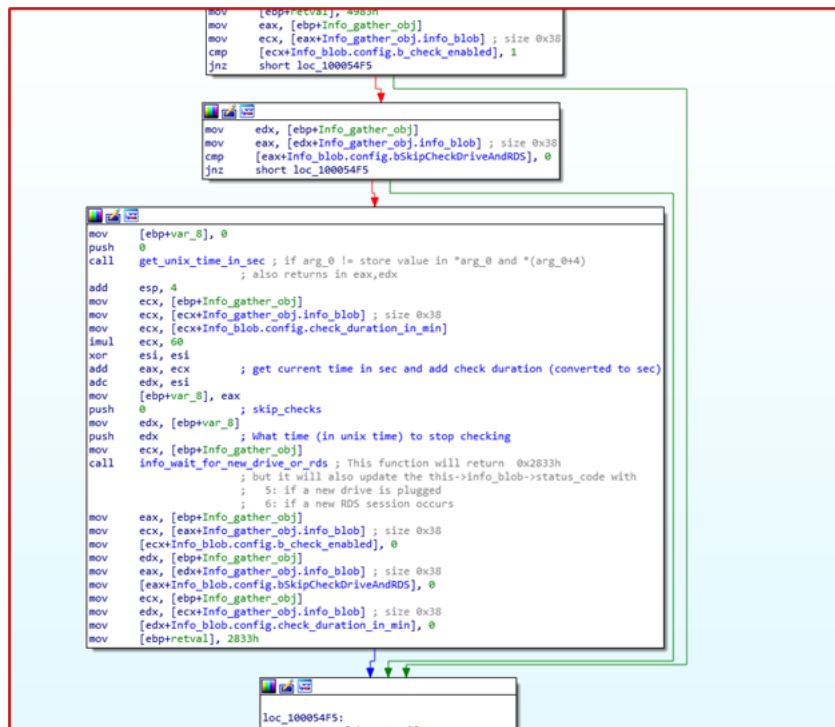 mov [ebp+retval], 4983h
mov eax, [ebp+Info_gather_obj]
mov ecx, [eax+Info_gather_obj.info_blob] ; size 0x38
cmp [ecx+Info_blob.config.b_check_enabled], 1
jnz short loc_100054F5
mov edx, [ebp+Info_gather_obj]
mov eax, [edx+Info_gather_obj.info_blob] ; size 0x38
cmp [eax+Info_blob.config.bSkipCheckDriveAndRDS], 0
jnz short loc_100054F5
mov [ebp+var_8], 0
push 0
call get_unix_time_in_sec ; if arg_0 != store value in *arg_0 and *(arg_0+4)
; also returns in eax,edx
add esp, 4
mov ecx, [ebp+Info_gather_obj]
mov ecx, [ecx+Info_gather_obj.info_blob] ; size 0x38
mov ecx, [ecx+Info_blob.config.check_duration_in_min]
imul ecx, 60
xor esi, esi
add eax, ecx ; get current time in sec and add check duration (converted to sec)
adc edx, esi
mov [ebp+var_8], eax
push 0 ; skip_checks
mov edx, [ebp+var_8]
push edx ; What time (in unix time) to stop checking
mov ecx, [ebp+Info_gather_obj]
call info_wait_for_new_drive_or_rds ; This function will return 0x2833h
; but it will also update the this->info_blob->status_code with
; 5: if a new drive is plugged
; 6: if a new RDS session occurs
mov eax, [ebp+Info_gather_obj]
mov ecx, [eax+Info_gather_obj.info_blob] ; size 0x38
mov [ecx+Info_blob.config.b_check_enabled], 0
mov edx, [ebp+Info_gather_obj]
mov eax, [edx+Info_gather_obj.info_blob] ; size 0x38
mov [eax+Info_blob.config.bSkipCheckDriveAndRDS], 0
mov ecx, [ebp+Info_gather_obj]
mov edx, [ecx+Info_gather_obj.info_blob] ; size 0x38
mov [edx+Info_blob.config.check_duration_in_min], 0
mov [ebp+retval], 2833h
loc_100054F5: